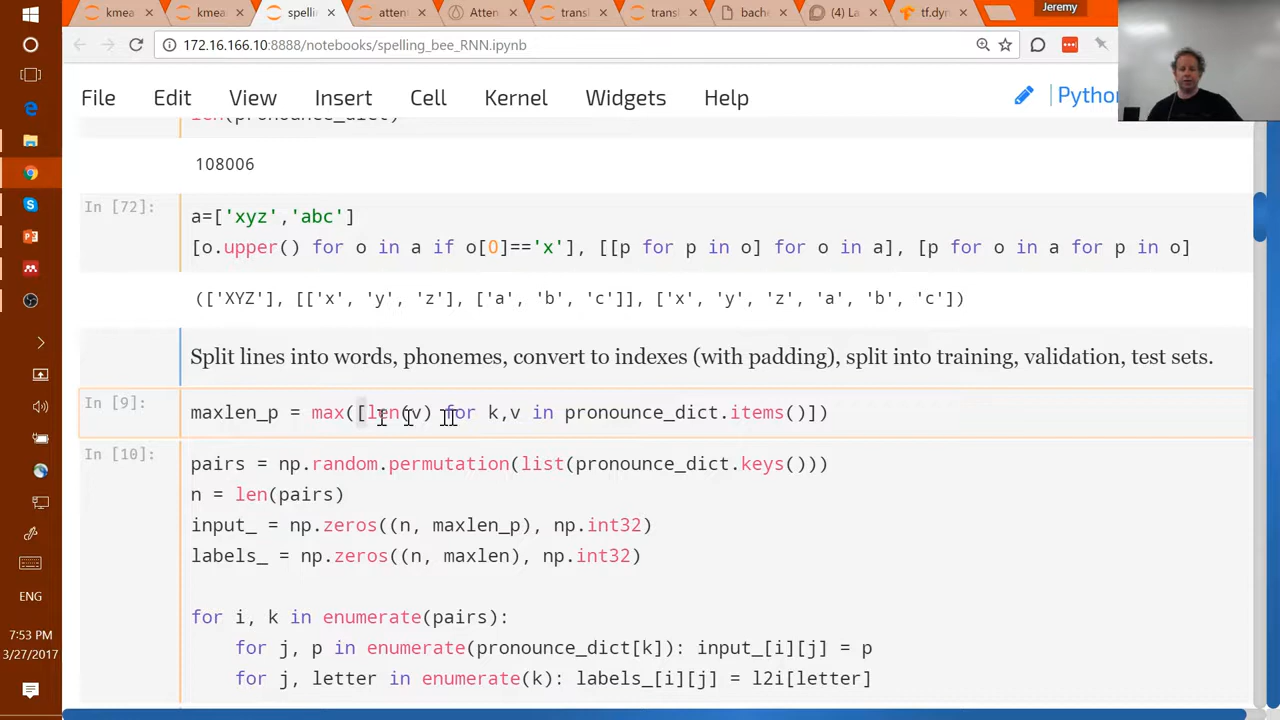 kmea
kmea
spelli
atten
Atten
transl
transl
bache
(4) La
tf.dyn
Jeremy
172.16.166.10:8888/notebooks/spelling_bee_RNN.ipynb
File Edit View Insert Cell Kernel Widgets Help
Pytho
len(pronounce_dict)
108006
In [72]:
a=['xyz','abc']
[o.upper() for o in a if o[0]=='x'], [[p for p in o] for o in a], [p for o in a for p in o]
(['XYZ'], [['x', 'y', 'z'], ['a', 'b', 'c']], ['x', 'y', 'z', 'a', 'b', 'c'])
Split lines into words, phonemes, convert to indexes (with padding), split into training, validation, test sets.
In [9]:
maxlen_p = max([len(v) for k,v in pronounce_dict.items()])
In [10]:
pairs = np.random.permutation(list(pronounce_dict.keys()))
n = len(pairs)
input_ = np.zeros((n, maxlen_p), np.int32)
labels_ = np.zeros((n, maxlen), np.int32)
for i, k in enumerate(pairs):
for j, p in enumerate(pronounce_dict[k]): input_[i][j] = p
for j, letter in enumerate(k): labels_[i][j] = l2i[letter]
ENG
7:53 PM
3/27/2017